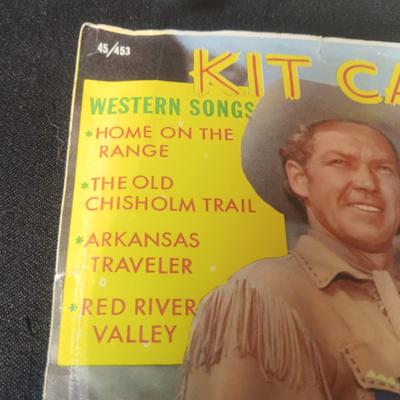 45/453
KIT CA
WESTERN SONGS
*HOME ON THE
RANGE
*THE OLD
CHISHOLM TRAIL
*ARKANSAS
TRAVELER
*RED RIVER
VALLEY